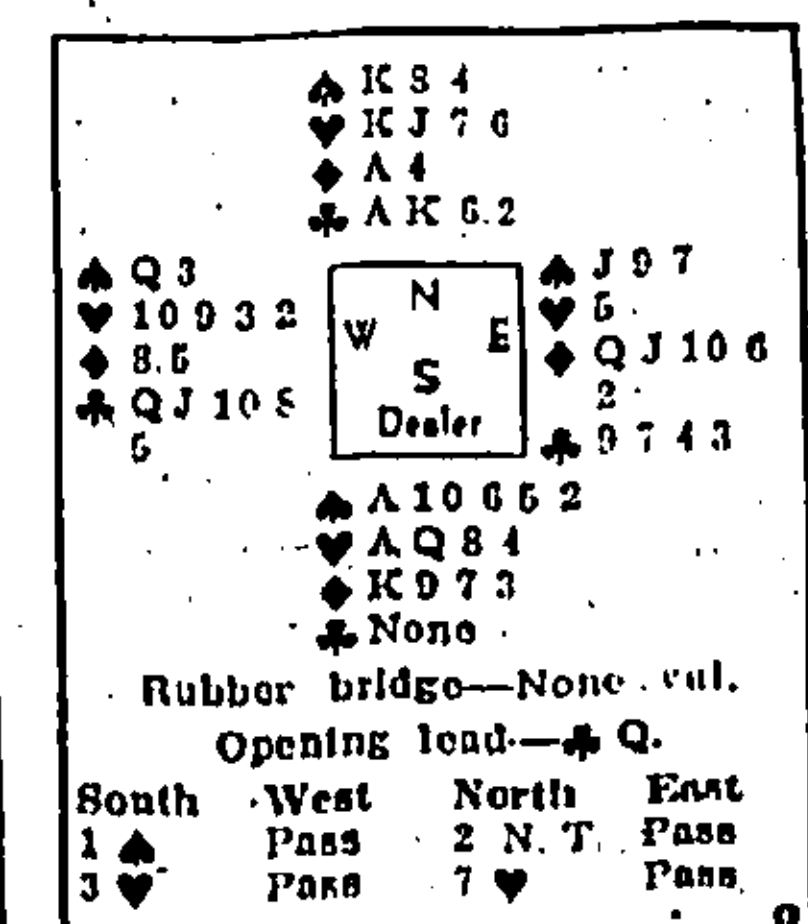 ♠ K 8 4
♥ K J 7 6
♦ A 4
♣ A K 6 2
♠ Q 3
♥ 10 9 3 2
♦ 8 5
♣ Q J 10 8
5
N
W E
S
Dealer
♠ J 9 7
♥ 5
♦ Q J 10 6
2
♣ 9 7 4 3
♠ A 10 6 5 2
♥ A Q 8 4
♦ K 9 7 3
♣ None
Rubber bridge—None vul.
Opening lead—♣ Q.
South West North East
1 ♠ Pass 2 N. T. Pass
3 ♥ Pass 7 ♥ Pass